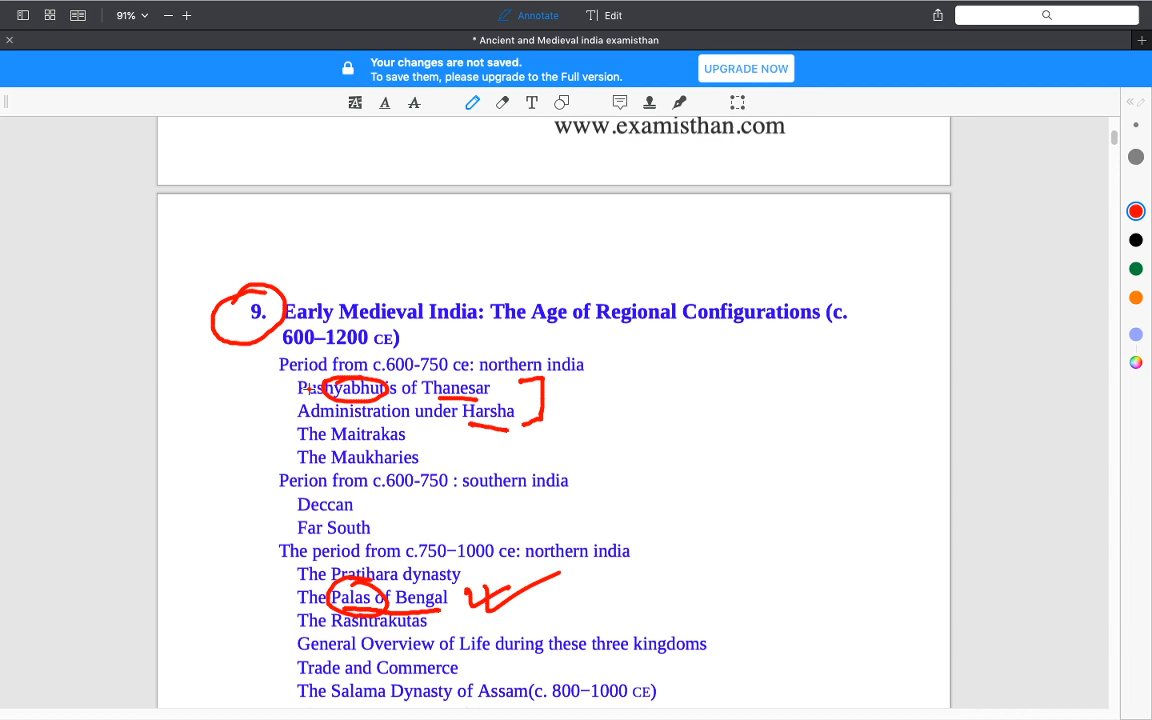 91%
Annotate
Edit
* Ancient and Medieval india examisthan
Your changes are not saved.
To save them, please upgrade to the Full version.
UPGRADE NOW
www.examisthan.com
9. Early Medieval India: The Age of Regional Configurations (c.
600–1200 CE)
Period from c.600-750 ce: northern india
Pushyabhutis of Thanesar
Administration under Harsha
The Maitrakas
The Maukharies
Perion from c.600-750 : southern india
Deccan
Far South
The period from c.750−1000 ce: northern india
The Pratihara dynasty
The Palas of Bengal
The Rashtrakutas
General Overview of Life during these three kingdoms
Trade and Commerce
The Salama Dynasty of Assam(c. 800−1000 CE)